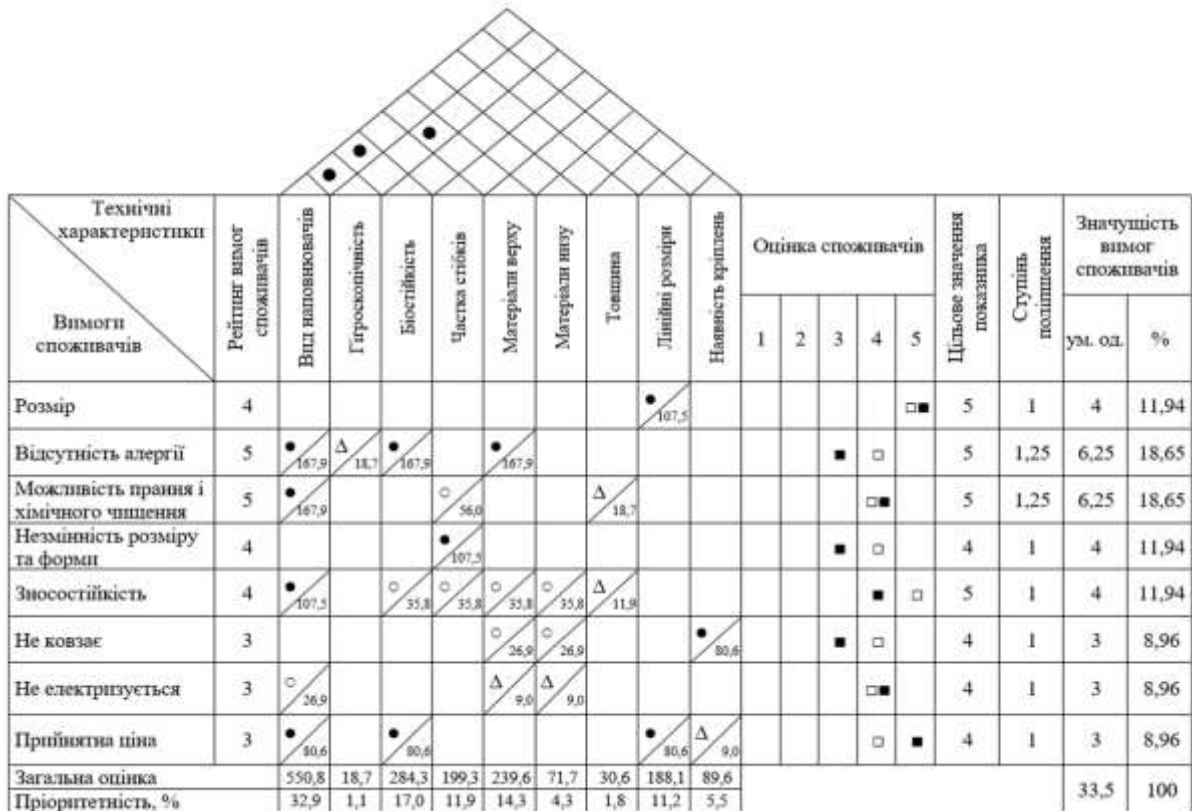 Технічні
характеристики
Вимоги
споживачів
Рейтинг вимог
споживачів
Вид наповнювачів
Гігроскопічність
Біостійкість
Частка стібків
Матеріали верху
Матеріали низу
Товщина
Лінійні розміри
Наявність кріплень
Оцінка споживачів
1 2 3 4 5
Цільове значення
показника
Ступінь
поліпшення
Значущість
вимог
споживачів
ум. од. %
Розмір 4 ● 107,5 □■ 5 1 4 11,94
Відсутність алергії 5 ● 167,9 Δ 18,7 ● 167,9 ● 167,9 ■ □ 5 1,25 6,25 18,65
Можливість прання і
хімічного чищення 5 ● 167,9 ○ 56,0 Δ 18,7 □■ 5 1,25 6,25 18,65
Незмінність розміру
та форми 4 ● 107,5 ■ □ 4 1 4 11,94
Зносостійкість 4 ● 107,5 ○ 35,8 ○ 35,8 ○ 35,8 ○ 35,8 Δ 11,9 ■ □ 5 1 4 11,94
Не ковзає 3 ○ 26,9 ○ 26,9 ● 80,6 ■ □ 4 1 3 8,96
Не електризується 3 ○ 26,9 Δ 9,0 Δ 9,0 □■ 4 1 3 8,96
Прийнятна ціна 3 ● 80,6 ● 80,6 ● 80,6 Δ 9,0 □ ■ 4 1 3 8,96
Загальна оцінка 550,8 18,7 284,3 199,3 239,6 71,7 30,6 188,1 89,6 33,5 100
Пріоритетність, % 32,9 1,1 17,0 11,9 14,3 4,3 1,8 11,2 5,5